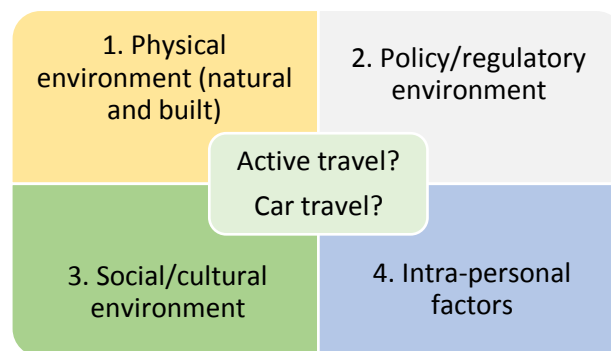 1. Physical
environment (natural
and built)
2. Policy/regulatory
environment
Active travel?
Car travel?
3. Social/cultural
environment
4. Intra-personal
factors